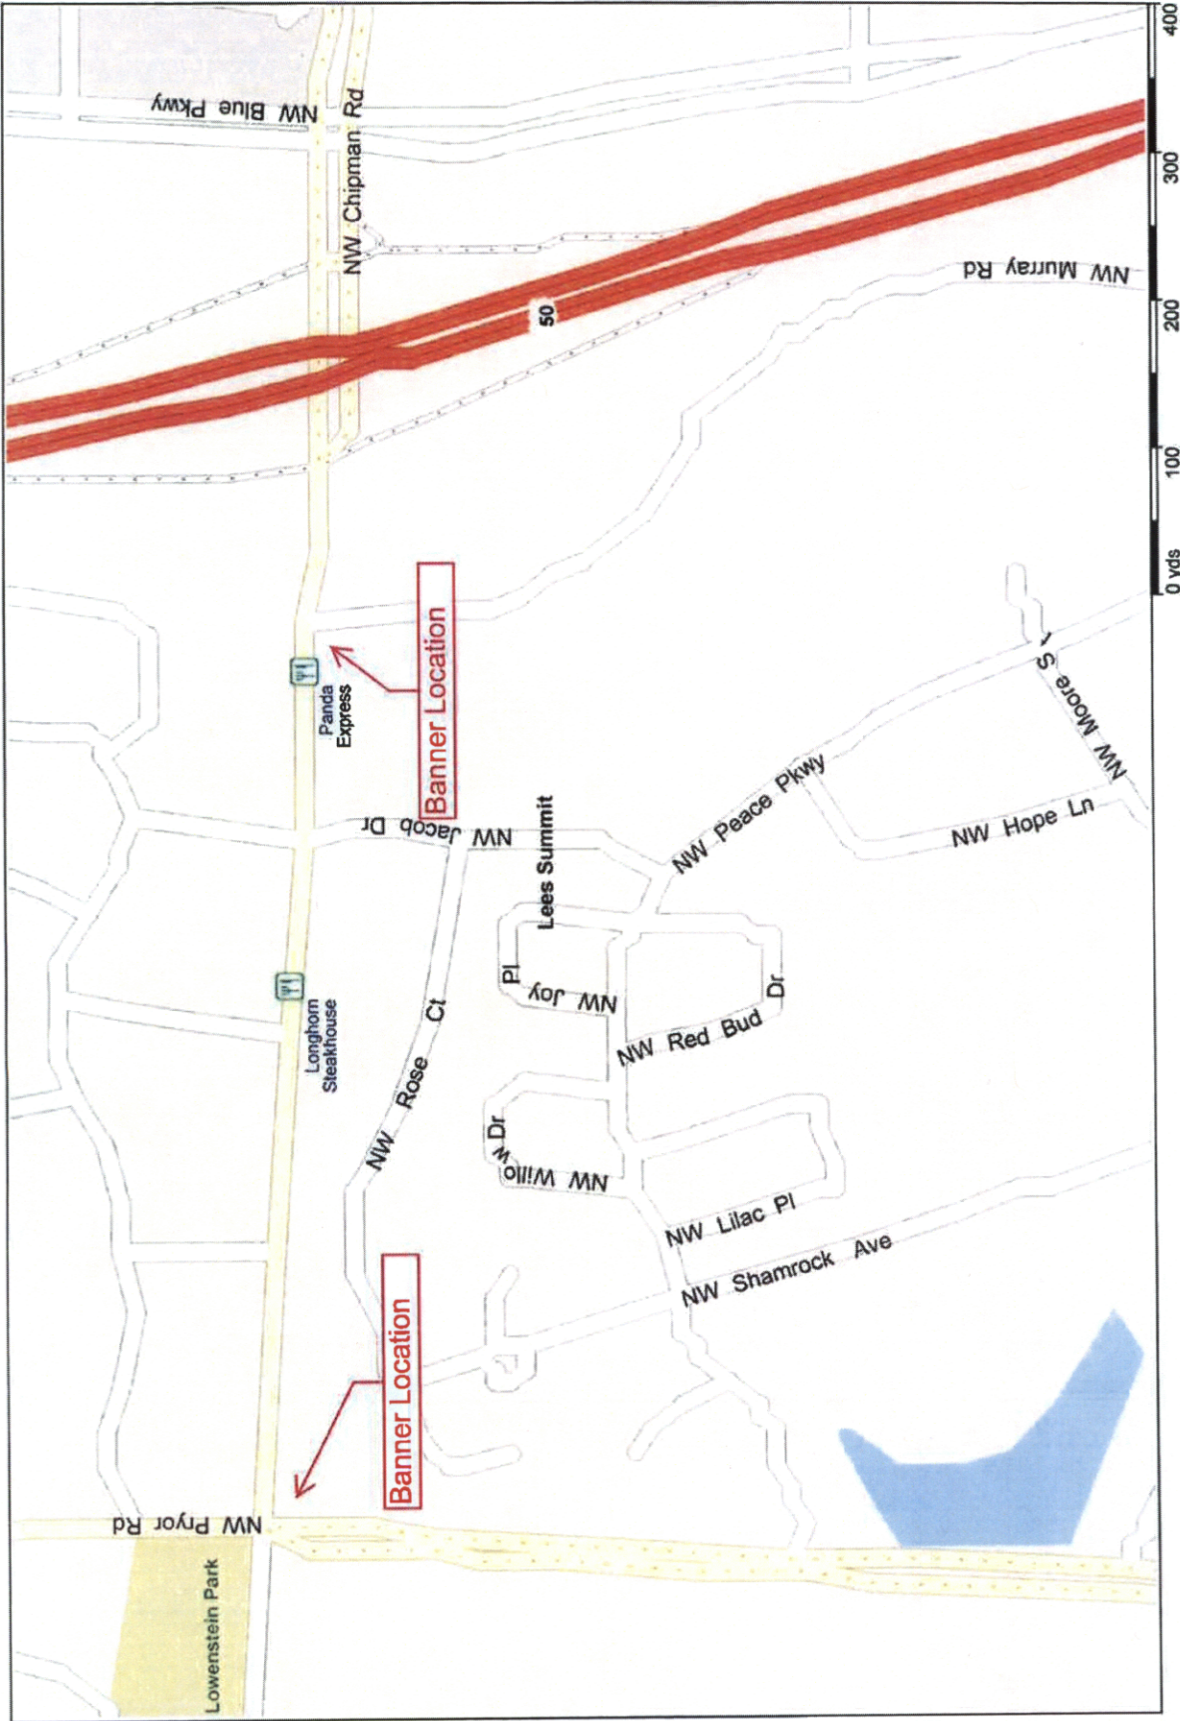 NW Blue Pkwy
NW Chipman Rd
50
NW Murray Rd
Panda
Express
Banner Location
NW Jacob Dr
Lees Summit
NW Peace Pkwy
NW Moore S
NW Hope Ln
Longhorn
Steakhouse
NW Rose Ct
NW Joy Pl
NW Red Bud Dr
NW Willow Dr
NW Lilac Pl
NW Shamrock Ave
Banner Location
NW Pryor Rd
Lowenstein Park
0 yds 100 200 300 400